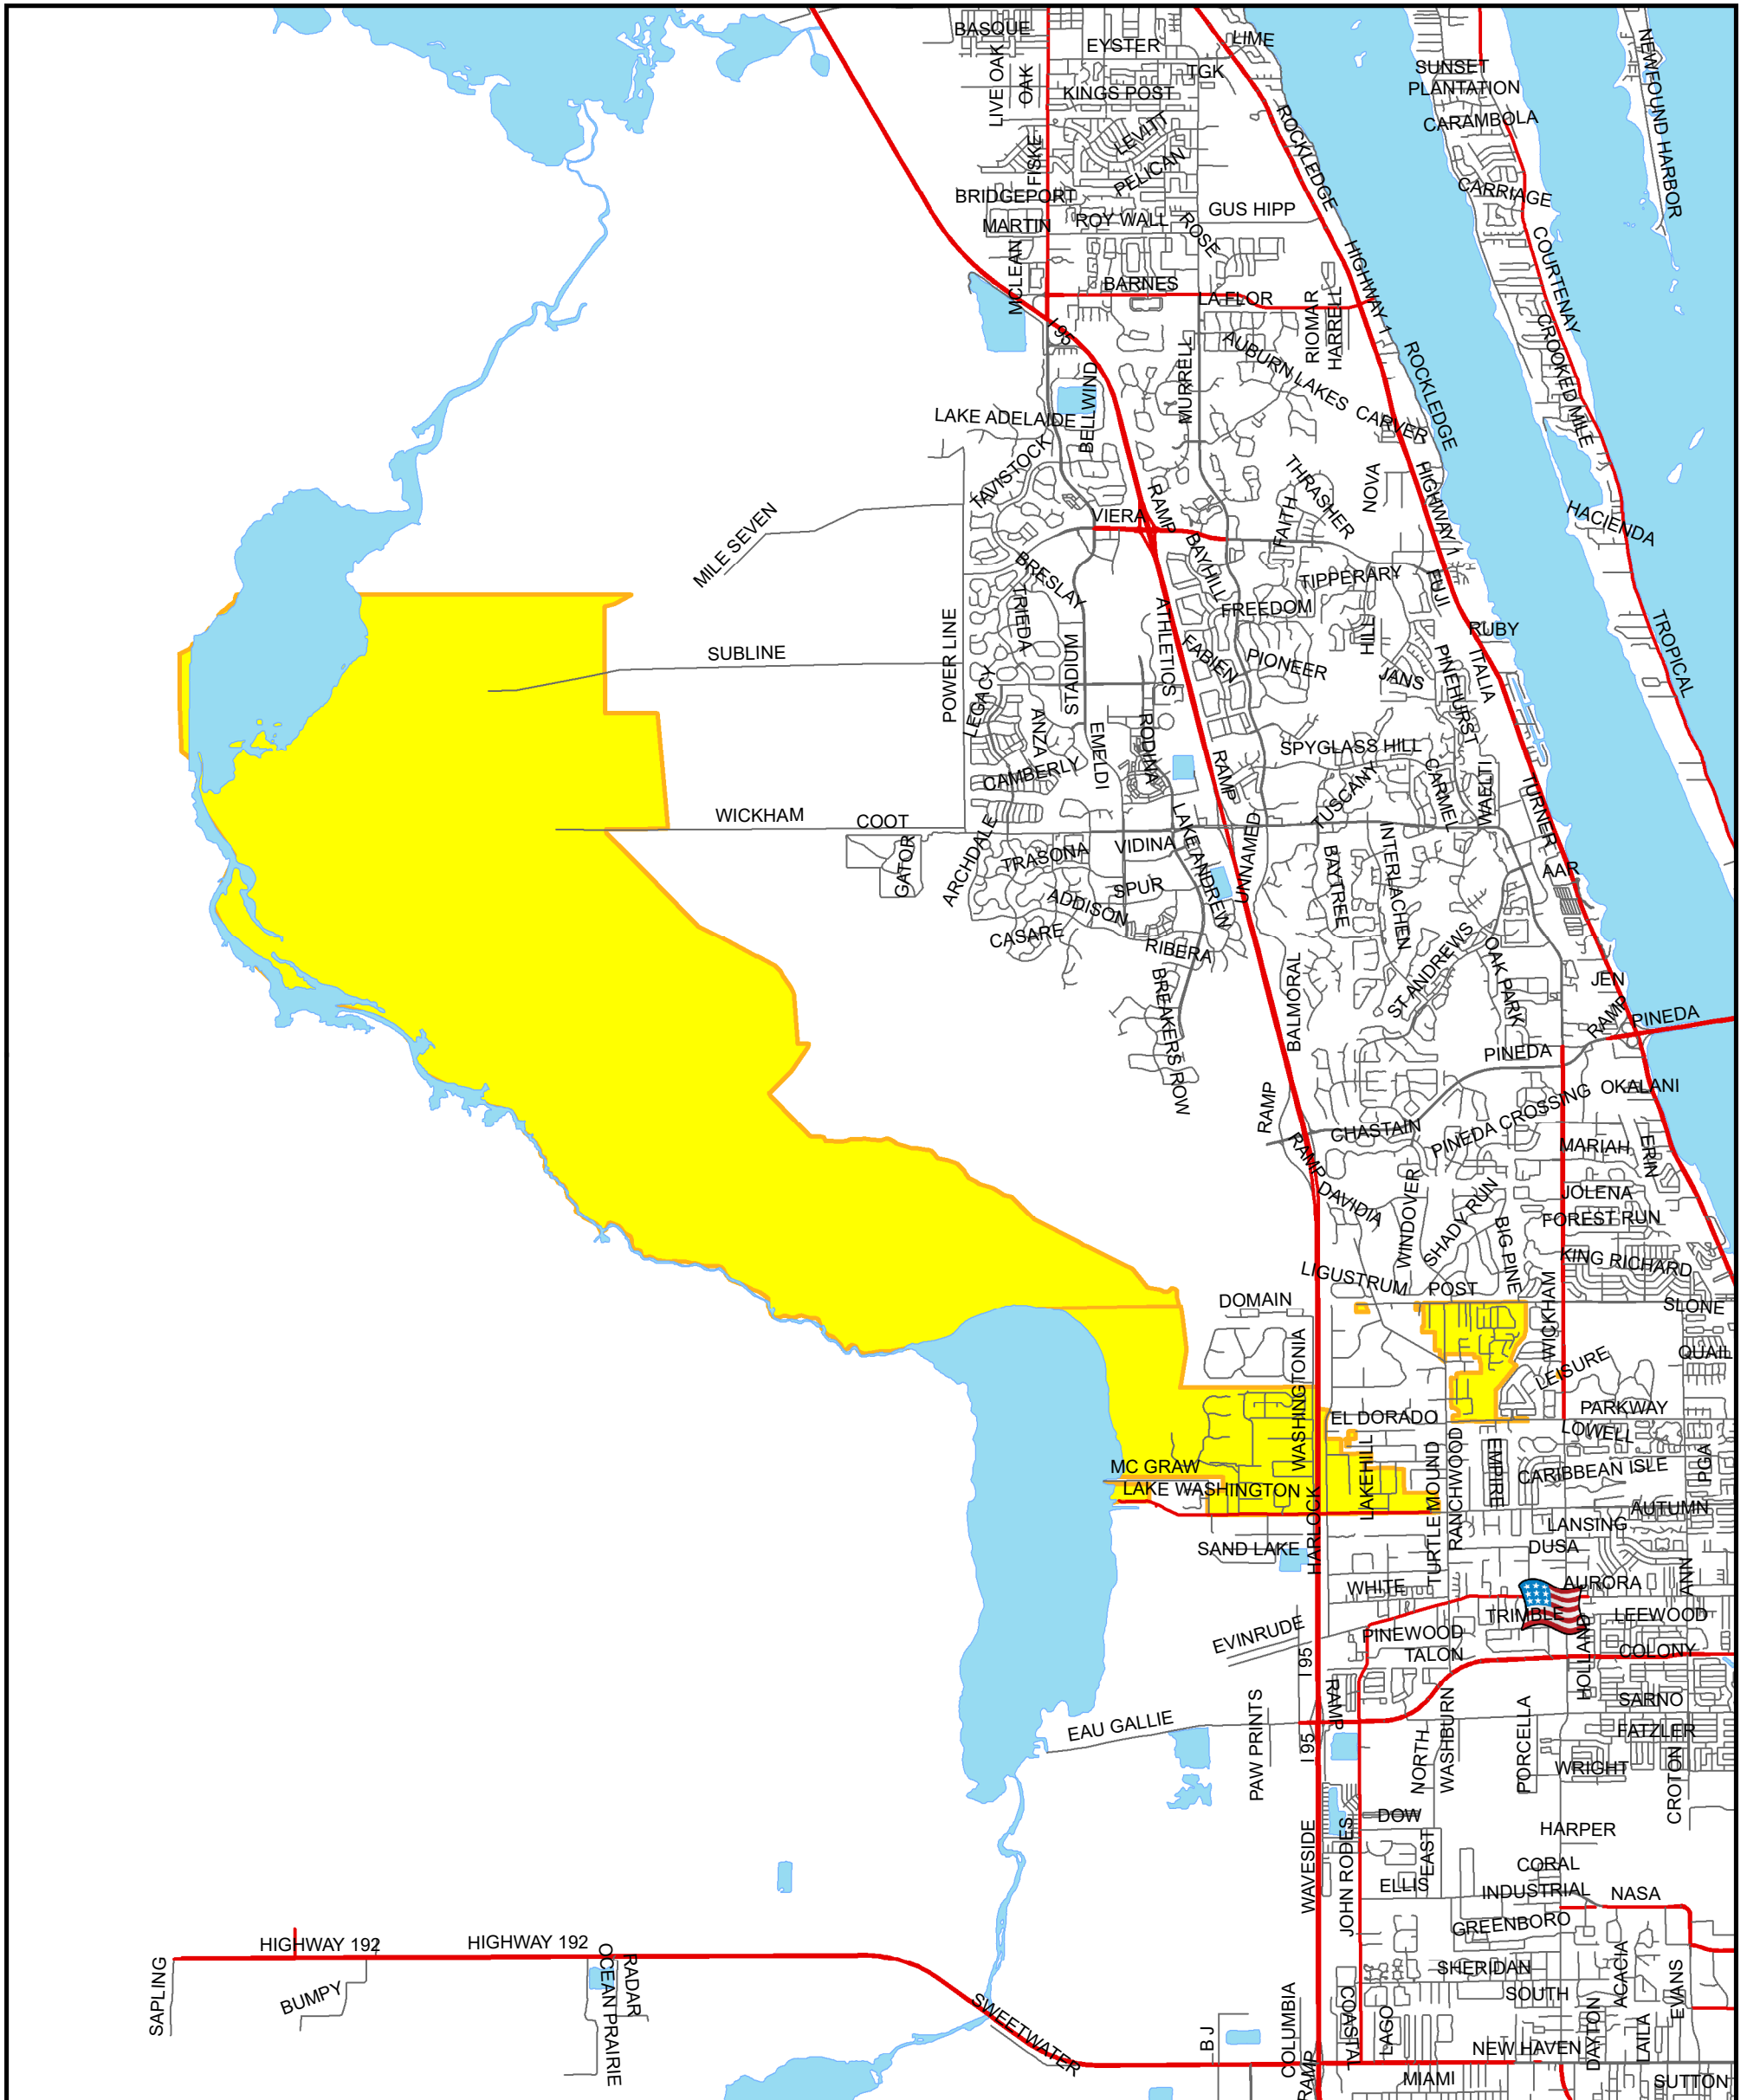 BASQUE
EYSTER
LIME
NEWFOUND HARBOR
LIVE OAK
OAK
TGK
SUNSET
PLANTATION
KINGS POST
CARAMBOLA
ROCKLEDGE
LEVITT
FISKE
PELICAN
CARRIAGE
BRIDGEPORT
GUS HIPP
MARTIN
ROY WALL
ROSE
COURTENAY
MCLEAN
HIGHWAY 1
BARNES
LA FLOR
RIOMAR
HARRELL
I 95
CROOKED MILE
AUBURN LAKES
MURRELL
ROCKLEDGE
BELLWIND
LAKE ADELAIDE
CARVER
TAVISTOCK
THRASHER
NOVA
HIGHWAY 1
RAMP
HACIENDA
MILE SEVEN
VIERA
FAITH
BAYHILL
BRESLAY
TIPPERARY
FUJI
TRIEDA
ATHLETICS
FREEDOM
POWER LINE
HILL
RUBY
TROPICAL
STADIUM
FABIEN
PIONEER
SUBLINE
JANS
PINEHURST
ITALIA
LEGACY
ANZA
EMELDI
RODINA
SPYGLASS HILL
CAMBERLY
RAMP
TUSCANY
CARMEL
WAELTI
TURNER
WICKHAM
COOT
GATOR
ARCHDALE
TRASONA
VIDINA
LAKE ANDREW
UNNAMED
BAYTREE
INTERLACHEN
AAR
SPUR
ADDISON
CASARE
RIBERA
ST ANDREWS
OAK PARK
JEN
BREAKERS ROW
BALMORAL
RAMP
PINEDA
PINEDA
OKALANI
RAMP
CHASTAIN
PINEDA CROSSING
MARIAH
ERIN
RAMP
DAVIDIA
WINDOVER
SHADY RUN
JOLENA
BIG PINE
FOREST RUN
KING RICHARD
LIGUSTRUM
POST
DOMAIN
WICKHAM
SLONE
WASHINGTONIA
QUAIL
LEISURE
PARKWAY
EL DORADO
LOWELL
MC GRAW
LAKEHILL
TURTLEMOUND
RANCHWOOD
EMPIRE
CARIBBEAN ISLE
PGA
LAKE WASHINGTON
HARLOCK
AUTUMN
LANSING
SAND LAKE
DUSA
WHITE
AURORA
ANN
TRIMBLE
LEEWOOD
EVINRUDE
PINEWOOD
TALON
HOLLAND
COLONY
I 95
RAMP
SARNO
EAU GALLIE
PAW PRINTS
I 95
NORTH
WASHBURN
PORCELLA
FATZLER
WRIGHT
CROTON
DOW
HARPER
WAVESIDE
JOHN RODES
EAST
CORAL
ELLIS
INDUSTRIAL
NASA
GREENBORO
HIGHWAY 192
HIGHWAY 192
SAPLING
BUMPY
OCEAN PRAIRIE
RADAR
SHERIDAN
SOUTH
ACACIA
EVANS
SWEETWATER
B J
COLUMBIA
COASTAL
LAGO
NEW HAVEN
DAYTON
LAILA
RAMP
MIAMI
SUTTON